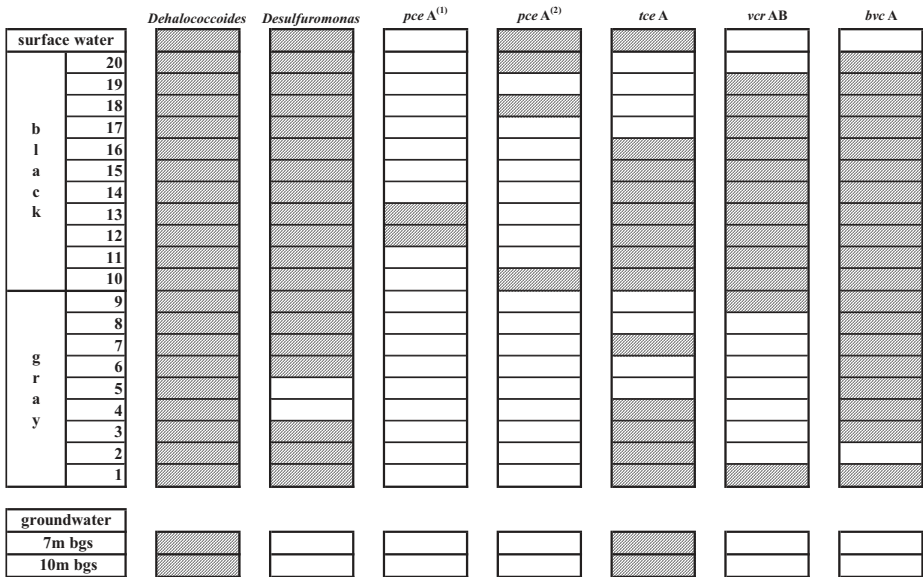 Dehalococcoides Desulfuromonas pce A(1) pce A(2) tce A vcr AB bvc A
surface water
20
19
18
b 17
l 16
a 15
c 14
k 13
12
11
10
9
8
7
g 6
r 5
a 4
y 3
2
1
groundwater
7m bgs
10m bgs